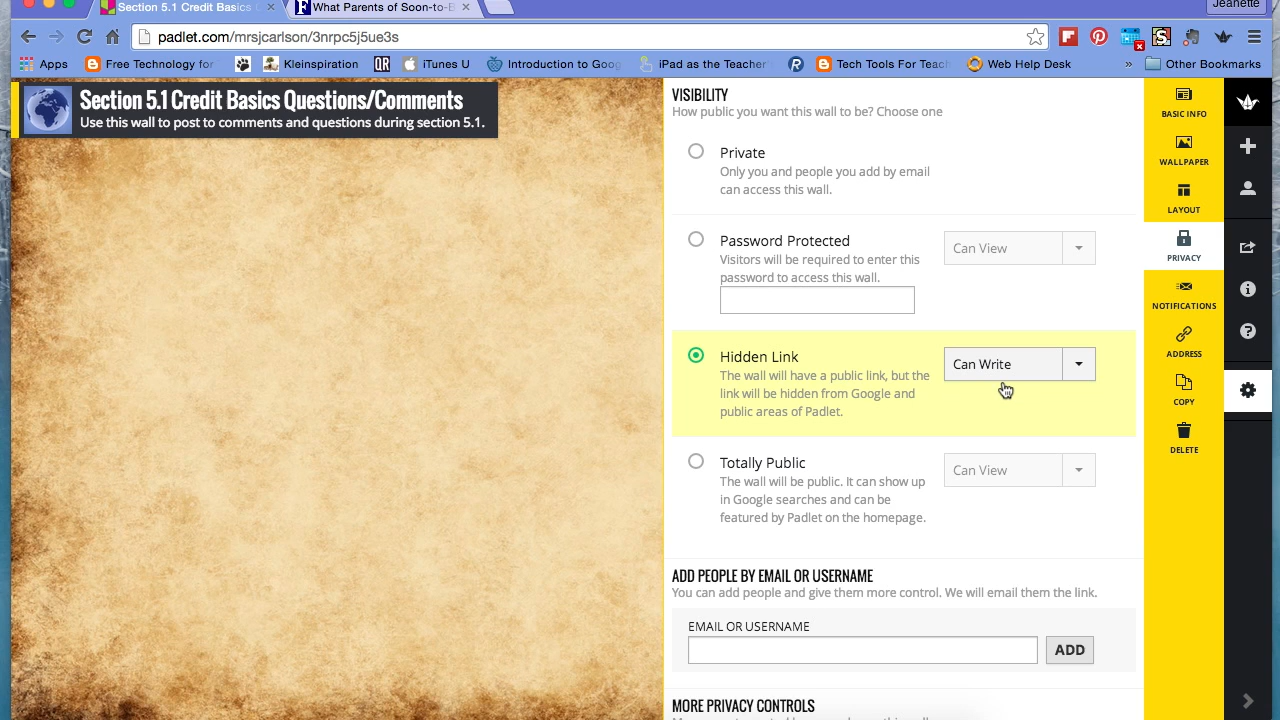 Section 5.1 Credit Basics
What Parents of Soon-to-B
Jeanette
padlet.com/mrsjcarlson/3nrpc5j5ue3s
Apps
Free Technology for
Kleinspiration
QR
iTunes U
Introduction to Goog
iPad as the Teacher'
Tech Tools For Teach
Web Help Desk
»
Other Bookmarks
Section 5.1 Credit Basics Questions/Comments
Use this wall to post to comments and questions during section 5.1.
VISIBILITY
How public you want this wall to be? Choose one
Private
Only you and people you add by email
can access this wall.
Password Protected
Can View
Visitors will be required to enter this
password to access this wall.
Hidden Link
Can Write
The wall will have a public link, but the
link will be hidden from Google and
public areas of Padlet.
Totally Public
Can View
The wall will be public. It can show up
in Google searches and can be
featured by Padlet on the homepage.
ADD PEOPLE BY EMAIL OR USERNAME
You can add people and give them more control. We will email them the link.
EMAIL OR USERNAME
ADD
MORE PRIVACY CONTROLS
BASIC INFO
WALLPAPER
LAYOUT
PRIVACY
NOTIFICATIONS
ADDRESS
COPY
DELETE